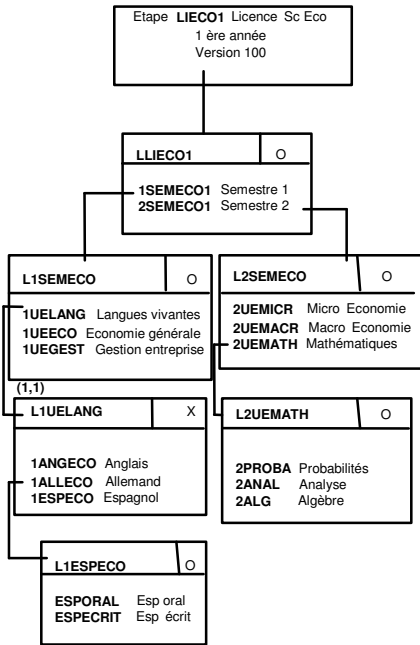 Etape LIECO1 Licence Sc Eco
1 ère année
Version 100
LLIECO1 O
1SEMECO1 Semestre 1
2SEMECO1 Semestre 2
L1SEMECO O
1UELANG Langues vivantes
1UEECO Economie générale
1UEGEST Gestion entreprise
L2SEMECO O
2UEMICR Micro Economie
2UEMACR Macro Economie
2UEMATH Mathématiques
(1,1)
L1UELANG X
1ANGECO Anglais
1ALLECO Allemand
1ESPECO Espagnol
L2UEMATH O
2PROBA Probabilités
2ANAL Analyse
2ALG Algèbre
L1ESPECO O
ESPORAL Esp oral
ESPECRIT Esp écrit